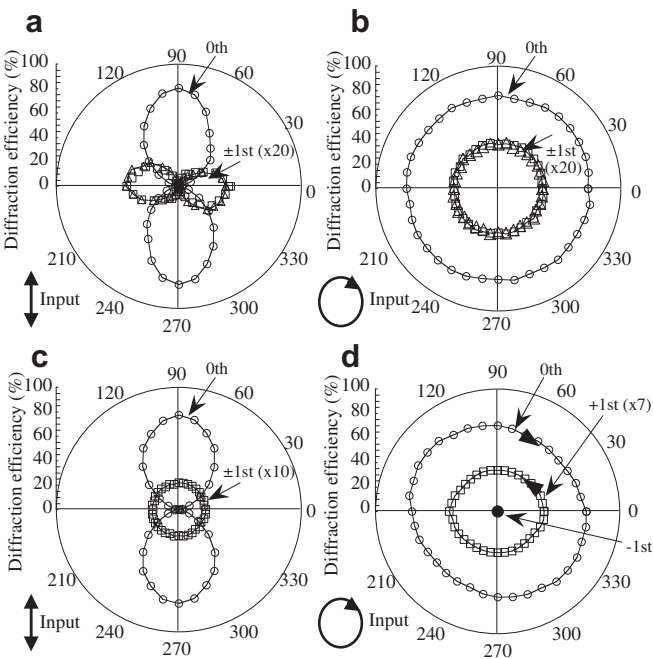 a
Diffraction efficiency (%)
100
80
60
40
20
0
90
120
60
30
0
210
330
240
300
270
0th
±1st (x20)
Input
b
Diffraction efficiency (%)
100
80
60
40
20
0
90
120
60
30
0
210
330
240
300
270
0th
±1st
(x20)
Input
c
Diffraction efficiency (%)
100
80
60
40
20
0
90
120
60
30
0
210
330
240
300
270
0th
±1st (x10)
Input
d
Diffraction efficiency (%)
100
80
60
40
20
0
90
120
60
30
0
330
210
240
300
270
0th
+1st (x7)
-1st
Input